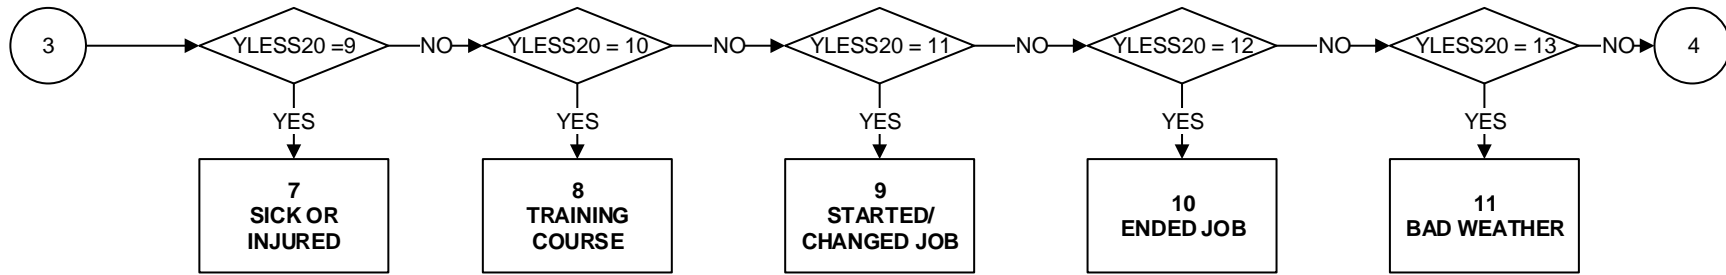 3
YLESS20 =9
NO
YLESS20 = 10
NO
YLESS20 = 11
NO
YLESS20 = 12
NO
YLESS20 = 13
NO
4
YES
YES
YES
YES
YES
7
SICK OR
INJURED
8
TRAINING
COURSE
9
STARTED/
CHANGED JOB
10
ENDED JOB
11
BAD WEATHER